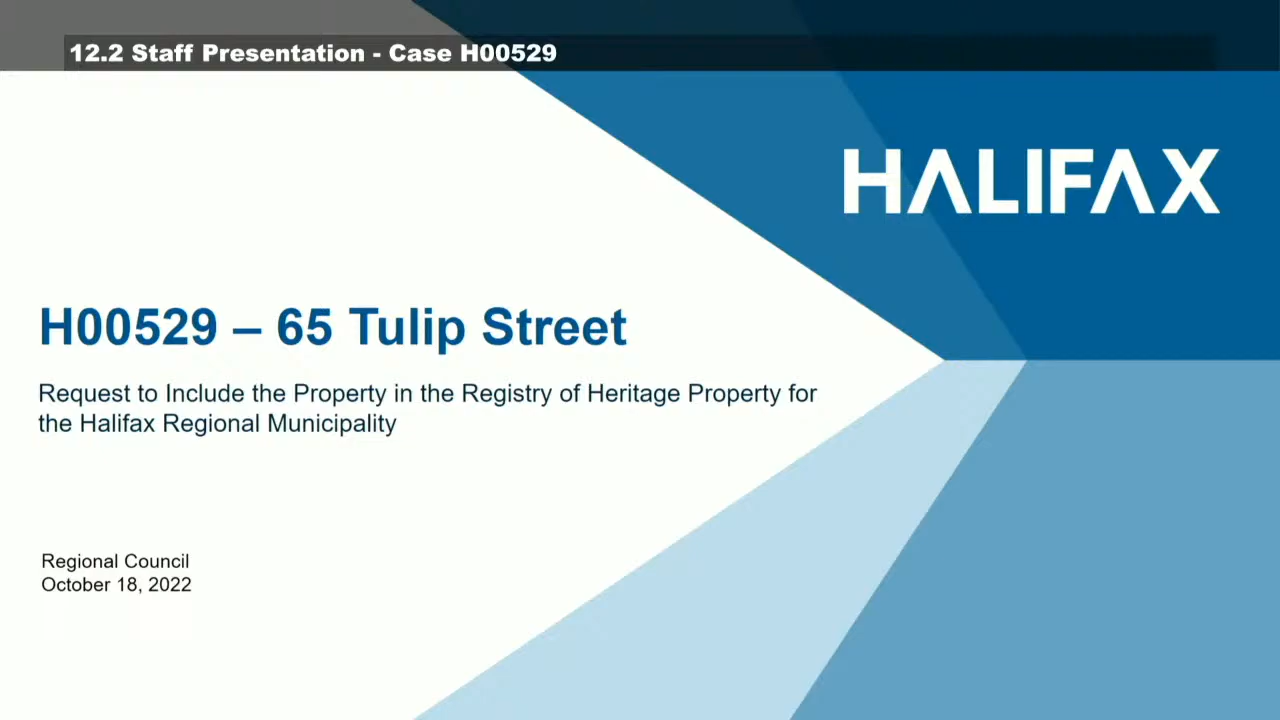 12.2 Staff Presentation - Case H00529
HALIFAX
H00529 – 65 Tulip Street
Request to Include the Property in the Registry of Heritage Property for
the Halifax Regional Municipality
Regional Council
October 18, 2022